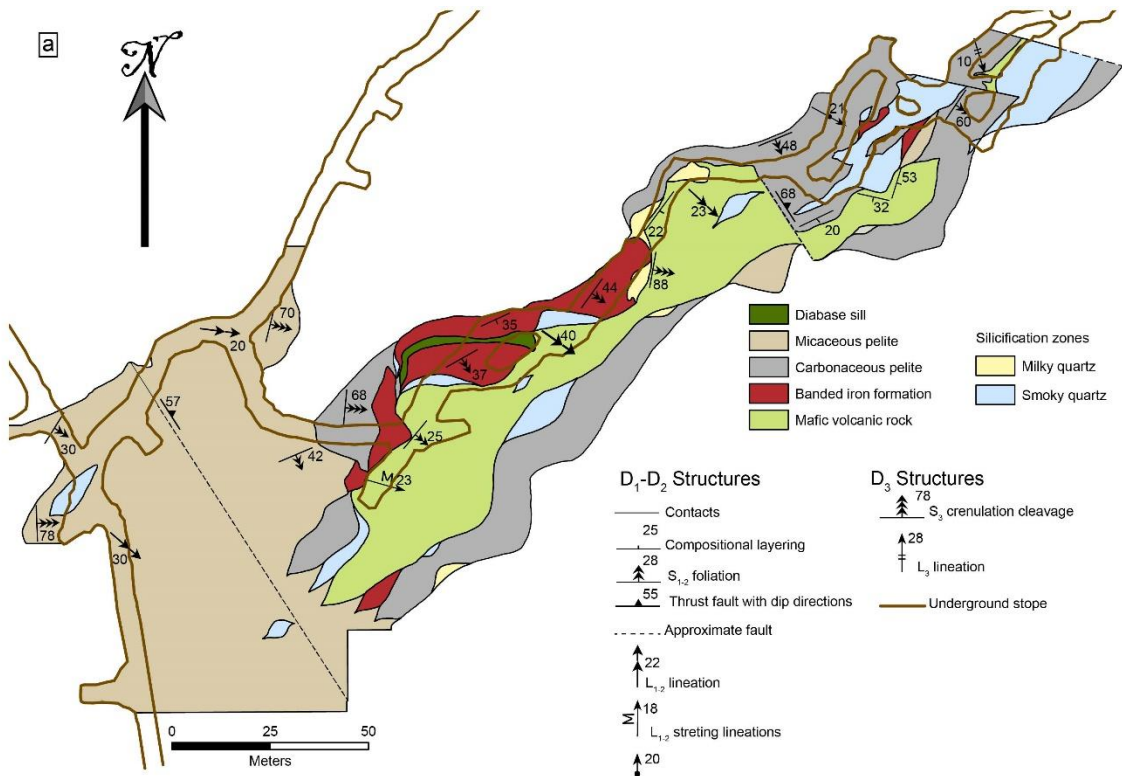 a
N
10
21
60
48
53
68
32
23
20
22
88
44
70
35
20
40
37
68
57
25
30
42
M 23
78
30
0 25 50
Meters
Diabase sill
Micaceous pelite
Carbonaceous pelite
Banded iron formation
Mafic volcanic rock
Silicification zones
Milky quartz
Smoky quartz
D1-D2 Structures
Contacts
25
Compositional layering
28
S1-2 foliation
55
Thrust fault with dip directions
Approximate fault
22
L1-2 lineation
18
M
L1-2 streting lineations
20
D3 Structures
78
S3 crenulation cleavage
28
L3 lineation
Underground stope